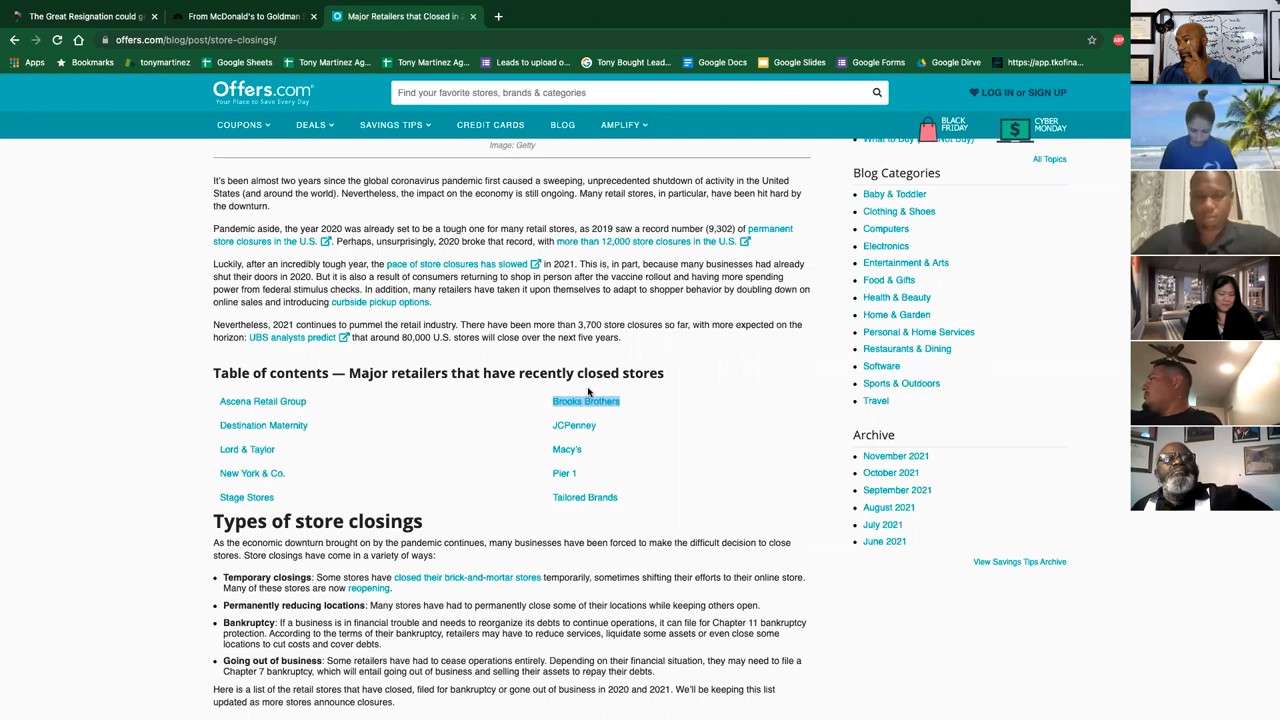 The Great Resignation could g
From McDonald's to Goldman S
Major Retailers that Closed in 2
offers.com/blog/post/store-closings/
Apps
Bookmarks
tonymartinez
Google Sheets
Tony Martinez Ag...
Tony Martinez Ag...
Leads to upload o...
Tony Bought Lead...
Google Docs
Google Slides
Google Forms
Google Dirve
https://app.tkofina...
Offers.com®
Your Place to Save Every Day
Find your favorite stores, brands & categories
LOG IN or SIGN UP
COUPONS
DEALS
SAVINGS TIPS
CREDIT CARDS
BLOG
AMPLIFY
BLACK
FRIDAY
CYBER
MONDAY
Image: Getty
It's been almost two years since the global coronavirus pandemic first caused a sweeping, unprecedented shutdown of activity in the United
States (and around the world). Nevertheless, the impact on the economy is still ongoing. Many retail stores, in particular, have been hit hard by
the downturn.
Pandemic aside, the year 2020 was already set to be a tough one for many retail stores, as 2019 saw a record number (9,302) of permanent
store closures in the U.S. . Perhaps, unsurprisingly, 2020 broke that record, with more than 12,000 store closures in the U.S.
Luckily, after an incredibly tough year, the pace of store closures has slowed in 2021. This is, in part, because many businesses had already
shut their doors in 2020. But it is also a result of consumers returning to shop in person after the vaccine rollout and having more spending
power from federal stimulus checks. In addition, many retailers have taken it upon themselves to adapt to shopper behavior by doubling down on
online sales and introducing curbside pickup options.
Nevertheless, 2021 continues to pummel the retail industry. There have been more than 3,700 store closures so far, with more expected on the
horizon: UBS analysts predict that around 80,000 U.S. stores will close over the next five years.
Table of contents — Major retailers that have recently closed stores
Ascena Retail Group
Brooks Brothers
Destination Maternity
JCPenney
Lord & Taylor
Macy's
New York & Co.
Pier 1
Stage Stores
Tailored Brands
Types of store closings
As the economic downturn brought on by the pandemic continues, many businesses have been forced to make the difficult decision to close
stores. Store closings have come in a variety of ways:
• Temporary closings: Some stores have closed their brick-and-mortar stores temporarily, sometimes shifting their efforts to their online store.
Many of these stores are now reopening.
• Permanently reducing locations: Many stores have had to permanently close some of their locations while keeping others open.
• Bankruptcy: If a business is in financial trouble and needs to reorganize its debts to continue operations, it can file for Chapter 11 bankruptcy
protection. According to the terms of their bankruptcy, retailers may have to reduce services, liquidate some assets or even close some
locations to cut costs and cover debts.
• Going out of business: Some retailers have had to cease operations entirely. Depending on their financial situation, they may need to file a
Chapter 7 bankruptcy, which will entail going out of business and selling their assets to repay their debts.
Here is a list of the retail stores that have closed, filed for bankruptcy or gone out of business in 2020 and 2021. We'll be keeping this list
updated as more stores announce closures.
All Topics
Blog Categories
• Baby & Toddler
• Clothing & Shoes
• Computers
• Electronics
• Entertainment & Arts
• Food & Gifts
• Health & Beauty
• Home & Garden
• Personal & Home Services
• Restaurants & Dining
• Software
• Sports & Outdoors
• Travel
Archive
• November 2021
• October 2021
• September 2021
• August 2021
• July 2021
• June 2021
View Savings Tips Archive